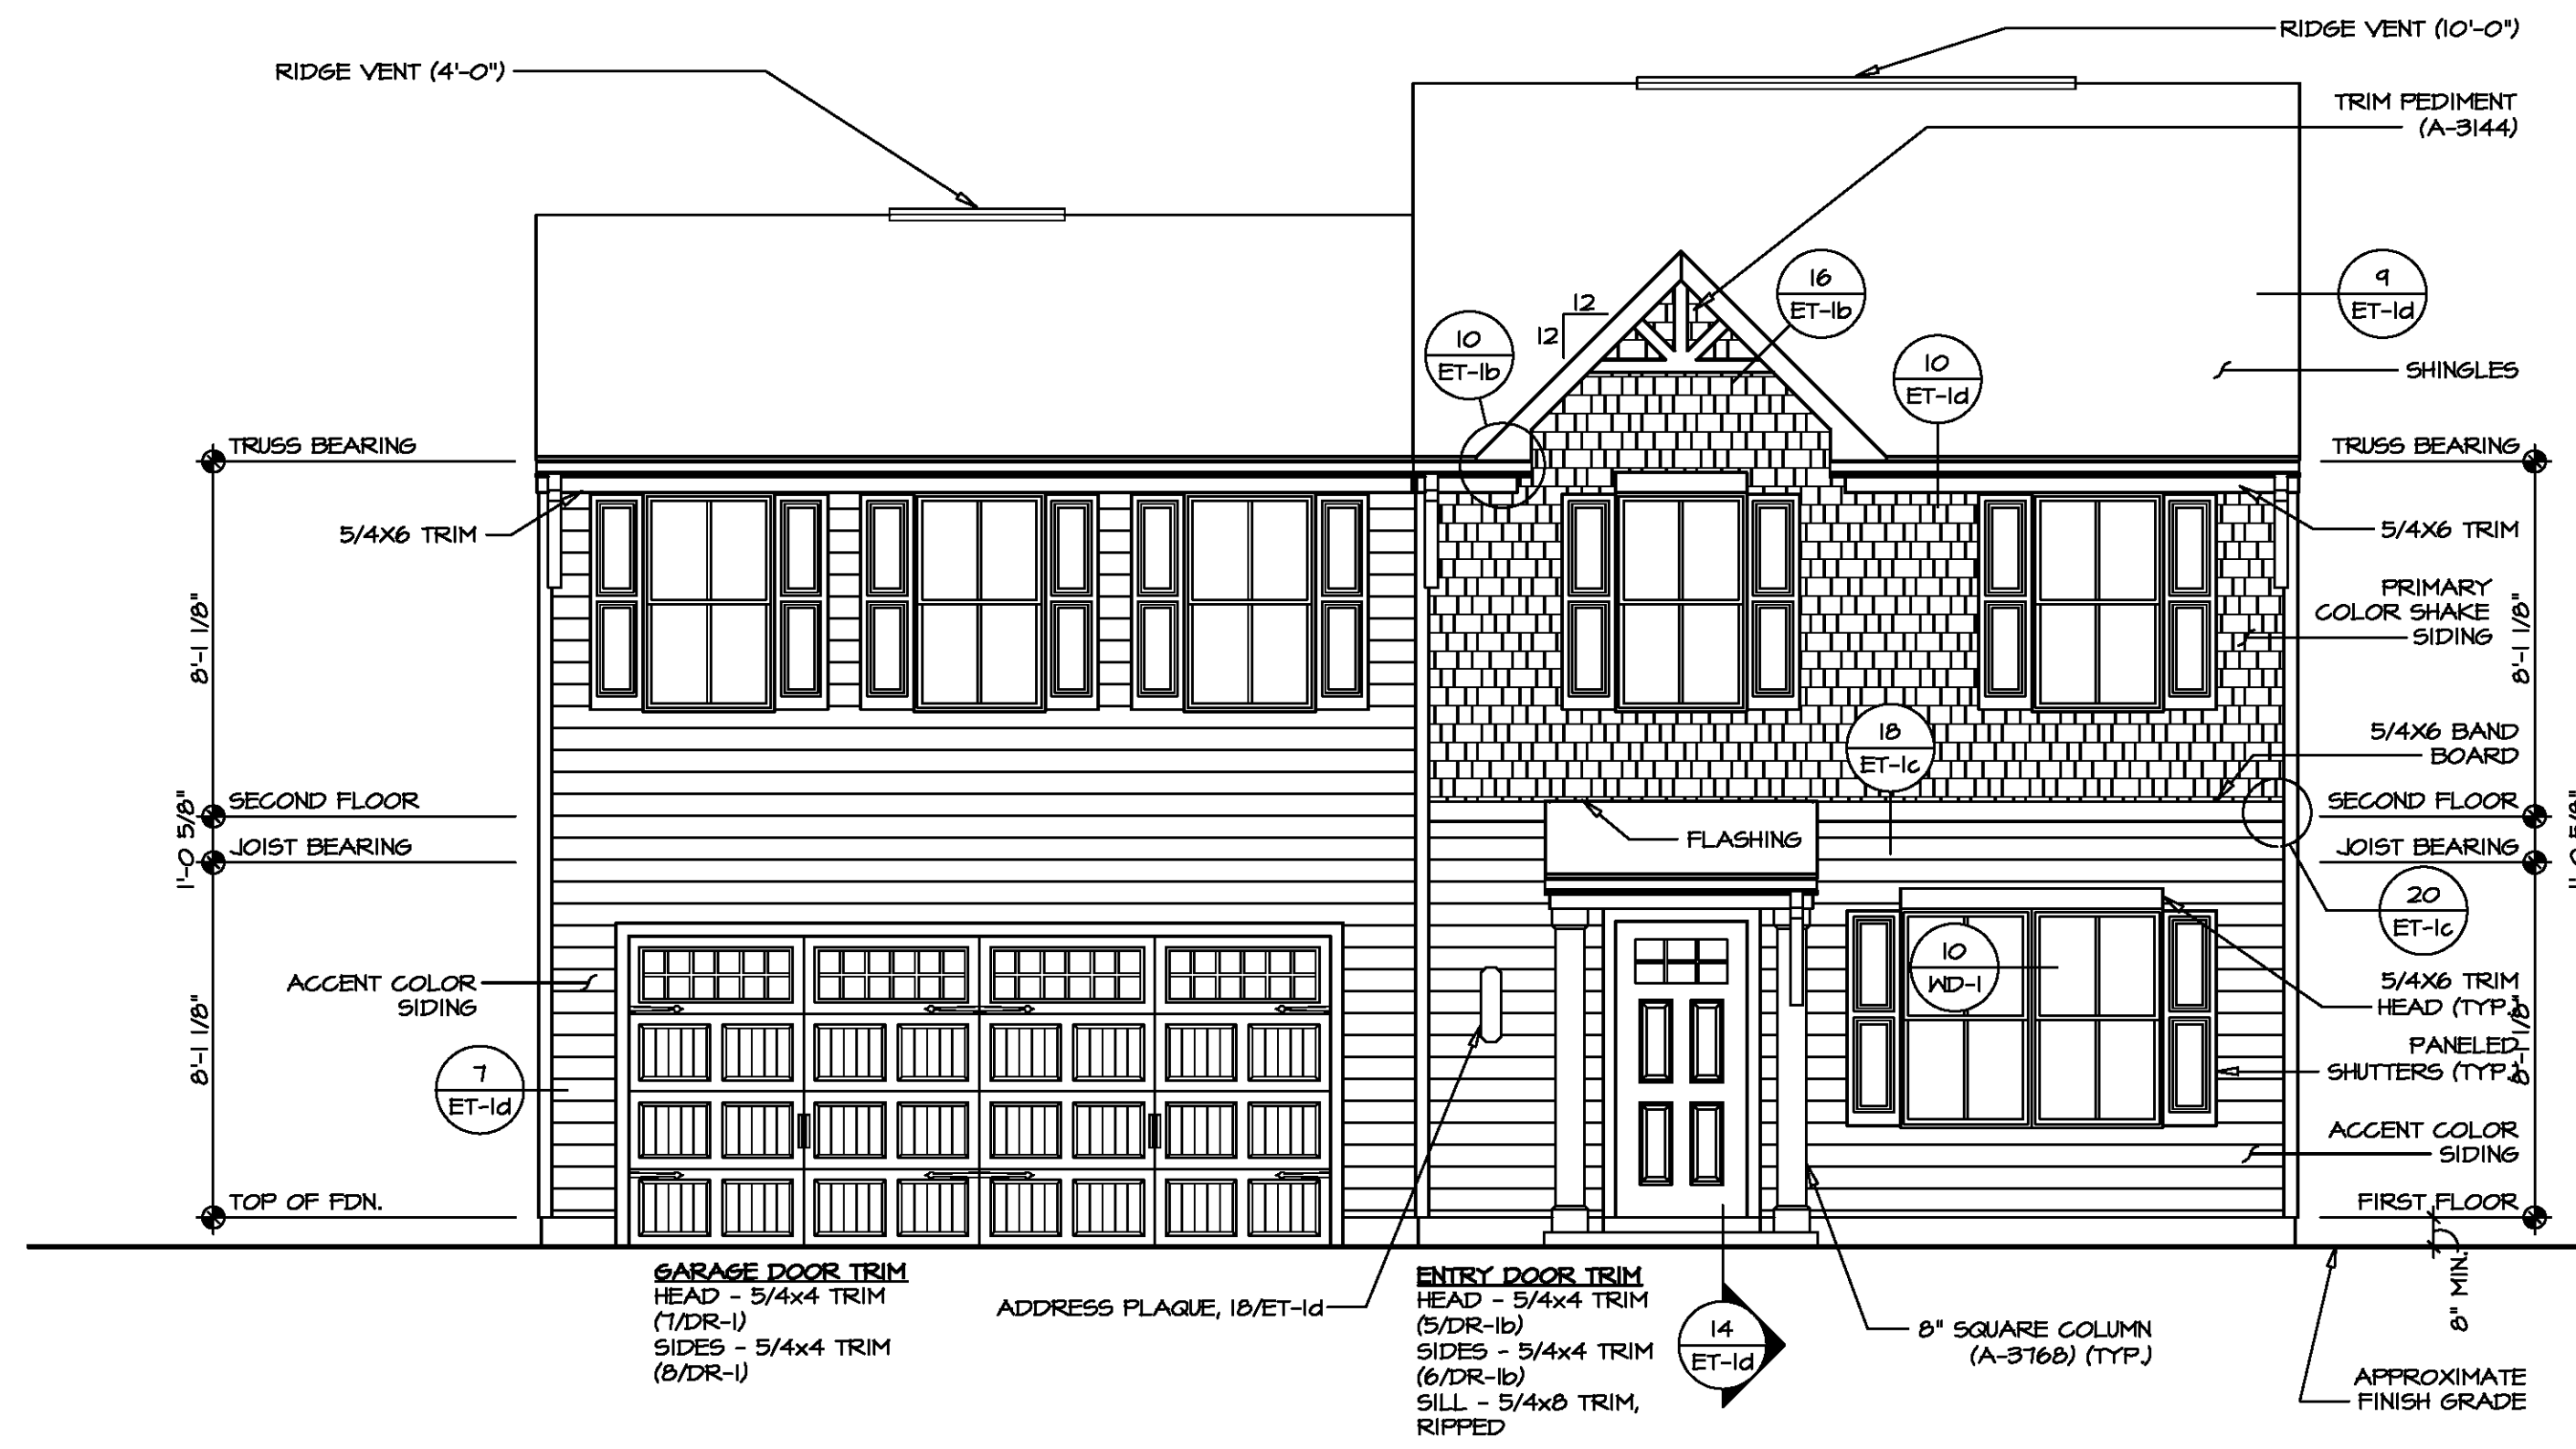 RIDGE VENT (10'-0")
RIDGE VENT (4'-0")
TRIM PEDIMENT
(A-3144)
16
ET-1b
9
ET-1d
12
12
10
ET-1b
10
ET-1d
SHINGLES
TRUSS BEARING
TRUSS BEARING
5/4X6 TRIM
5/4X6 TRIM
PRIMARY
COLOR SHAKE
SIDING
8'-1 1/8"
8'-1 1/8"
18
ET-1c
5/4X6 BAND
BOARD
SECOND FLOOR
SECOND FLOOR
1'-0 5/8"
FLASHING
JOIST BEARING
JOIST BEARING
20
ET-1c
10
WD-1
ACCENT COLOR
SIDING
5/4X6 TRIM
HEAD (TYP.)
8'-1 1/8"
8'-1 1/8"
PANELED
SHUTTERS (TYP.)
7
ET-1d
ACCENT COLOR
SIDING
TOP OF FDN.
FIRST FLOOR
8" MIN.
GARAGE DOOR TRIM
HEAD - 5/4x4 TRIM
(7/DR-1)
SIDES - 5/4x4 TRIM
(8/DR-1)
ADDRESS PLAQUE, 18/ET-1d
ENTRY DOOR TRIM
HEAD - 5/4x4 TRIM
(5/DR-1b)
SIDES - 5/4x4 TRIM
(6/DR-1b)
SILL - 5/4x8 TRIM,
RIPPED
14
ET-1d
8" SQUARE COLUMN
(A-3768) (TYP.)
APPROXIMATE
FINISH GRADE